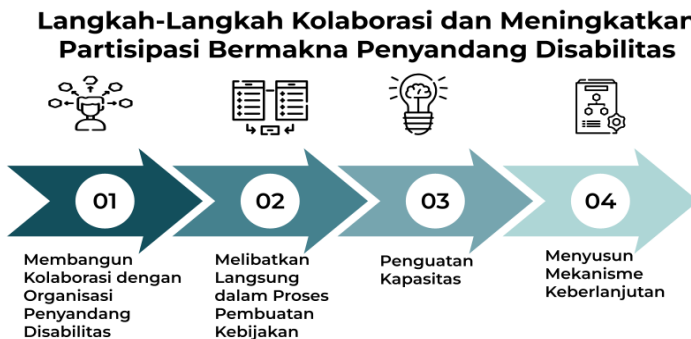 Langkah-Langkah Kolaborasi dan Meningkatkan
Partisipasi Bermakna Penyandang Disabilitas
01
02
03
04
Membangun
Kolaborasi dengan
Organisasi
Penyandang
Disabilitas
Melibatkan
Langsung
dalam Proses
Pembuatan
Kebijakan
Penguatan
Kapasitas
Menyusun
Mekanisme
Keberlanjutan